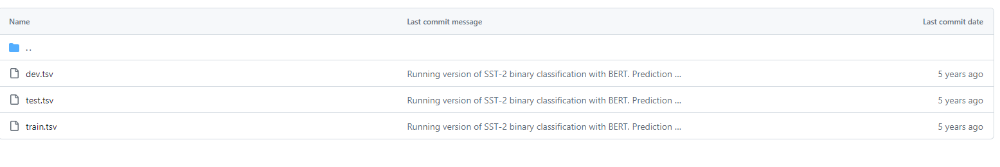 Name Last commit message Last commit date
..
dev.tsv Running version of SST-2 binary classification with BERT. Prediction ... 5 years ago
test.tsv Running version of SST-2 binary classification with BERT. Prediction ... 5 years ago
train.tsv Running version of SST-2 binary classification with BERT. Prediction ... 5 years ago